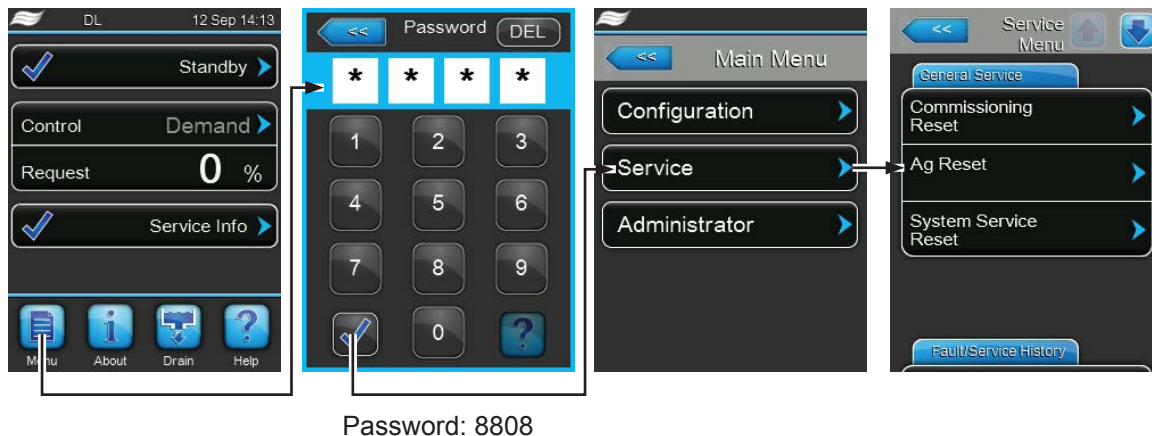 DL 12 Sep 14:13
Standby
Control Demand
Request 0 %
Service Info
Menu About Drain Help
<< Password DEL
* * * *
1 2 3
4 5 6
7 8 9
0 ?
Password: 8808
<< Main Menu
Configuration
Service
Administrator
<< Service
Menu
General Service
Commissioning
Reset
Ag Reset
System Service
Reset
Fault/Service History